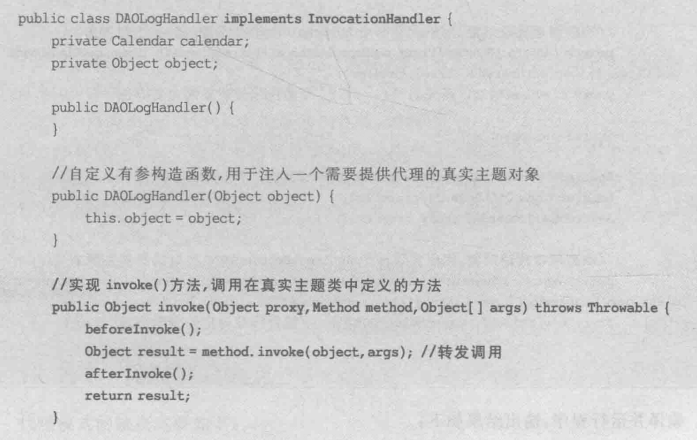 public class DAOLogHandler implements InvocationHandler {
private Calendar calendar;
private Object object;
public DAOLogHandler() {
}
//自定义有参构造函数,用于注入一个需要提供代理的真实主题对象
public DAOLogHandler(Object object) {
this.object = object;
}
//实现 invoke()方法,调用在真实主题类中定义的方法
public Object invoke(Object proxy,Method method,Object[ ] args) throws Throwable {
beforeInvoke();
Object result = method.invoke(object,args); //转发调用
afterInvoke();
return result;
}